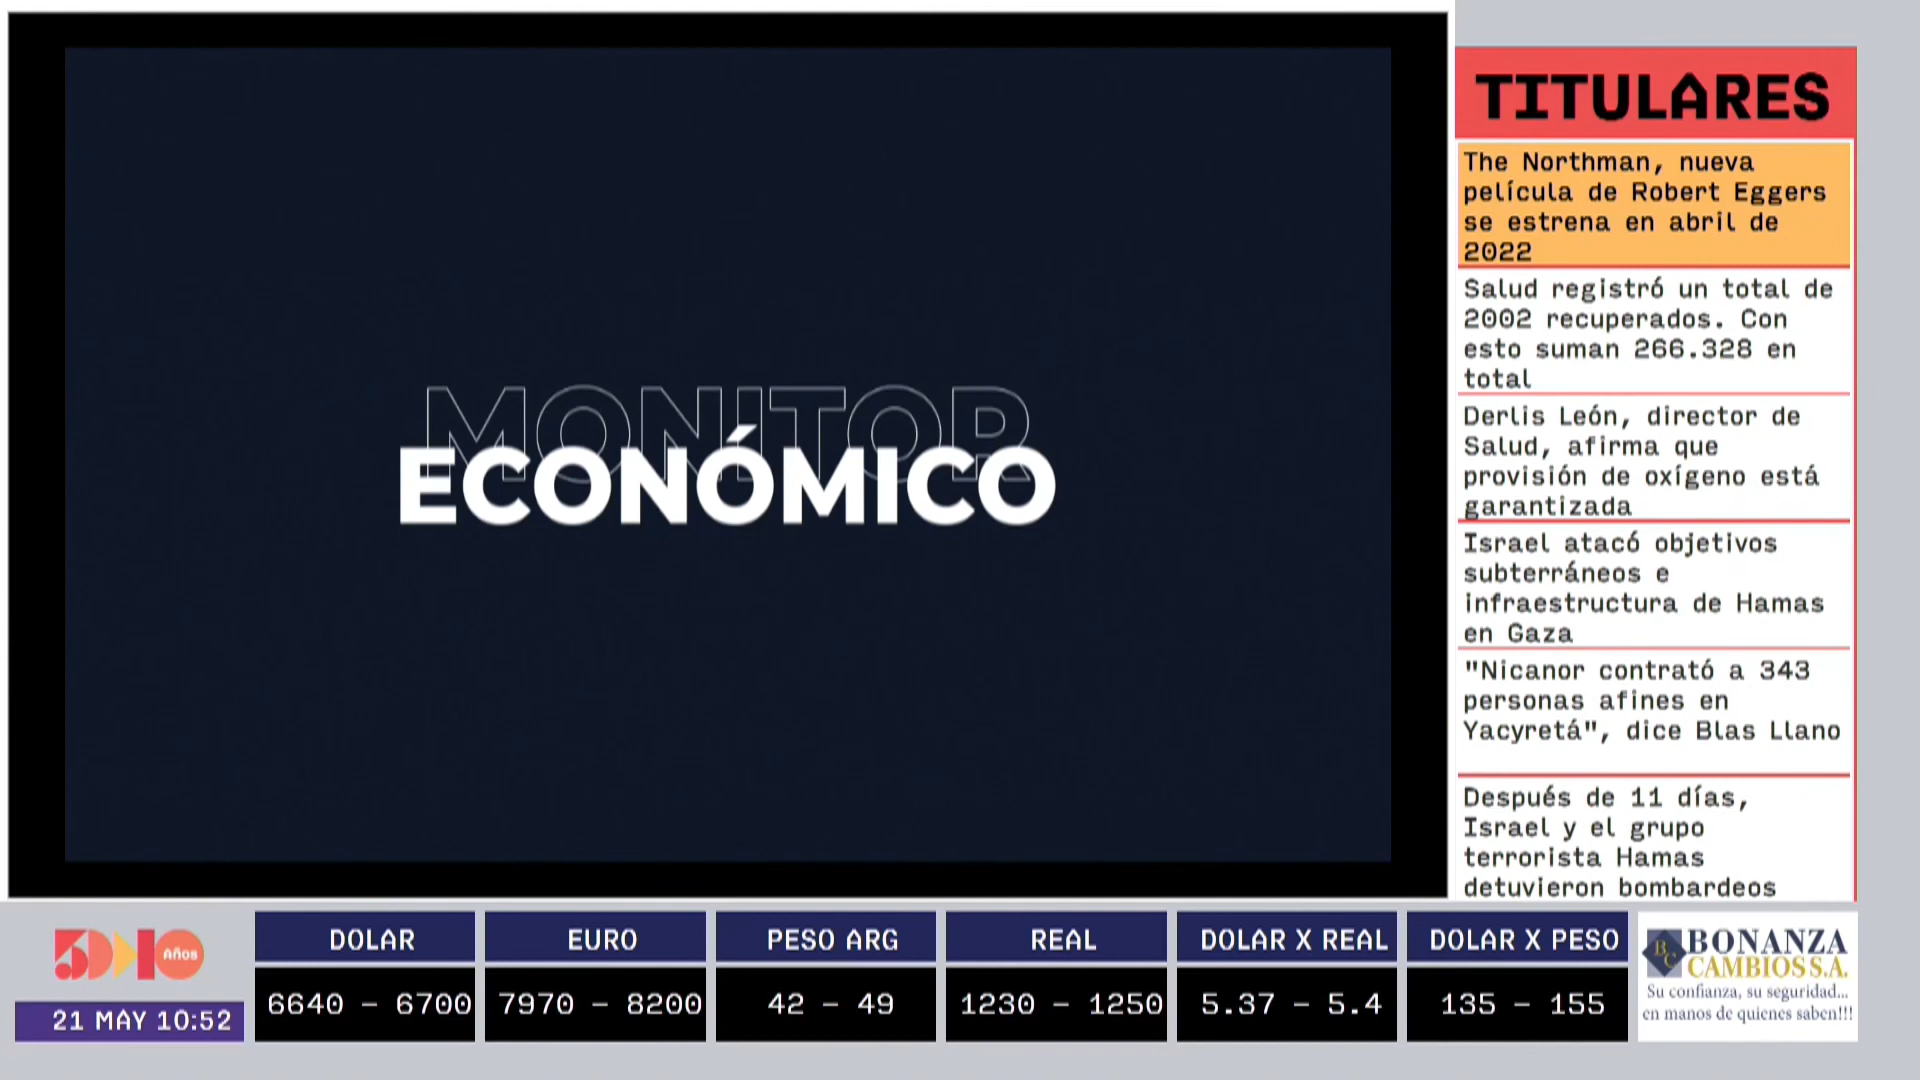 MONITOR
ECONÓMICO
TITULARES
The Northman, nueva
película de Robert Eggers
se estrena en abril de
2022
Salud registró un total de
2002 recuperados. Con
esto suman 266.328 en
total
Derlis León, director de
Salud, afirma que
provisión de oxígeno está
garantizada
Israel atacó objetivos
subterráneos e
infraestructura de Hamas
en Gaza
"Nicanor contrató a 343
personas afines en
Yacyretá", dice Blas Llano
Después de 11 días,
Israel y el grupo
terrorista Hamas
detuvieron bombardeos
Años
21 MAY 10:52
DOLAR
6640 - 6700
EURO
7970 - 8200
PESO ARG
42 - 49
REAL
1230 - 1250
DOLAR X REAL
5.37 - 5.4
DOLAR X PESO
135 - 155
BC
BONANZA
CAMBIOS S.A.
Su confianza, su seguridad...
en manos de quienes saben!!!